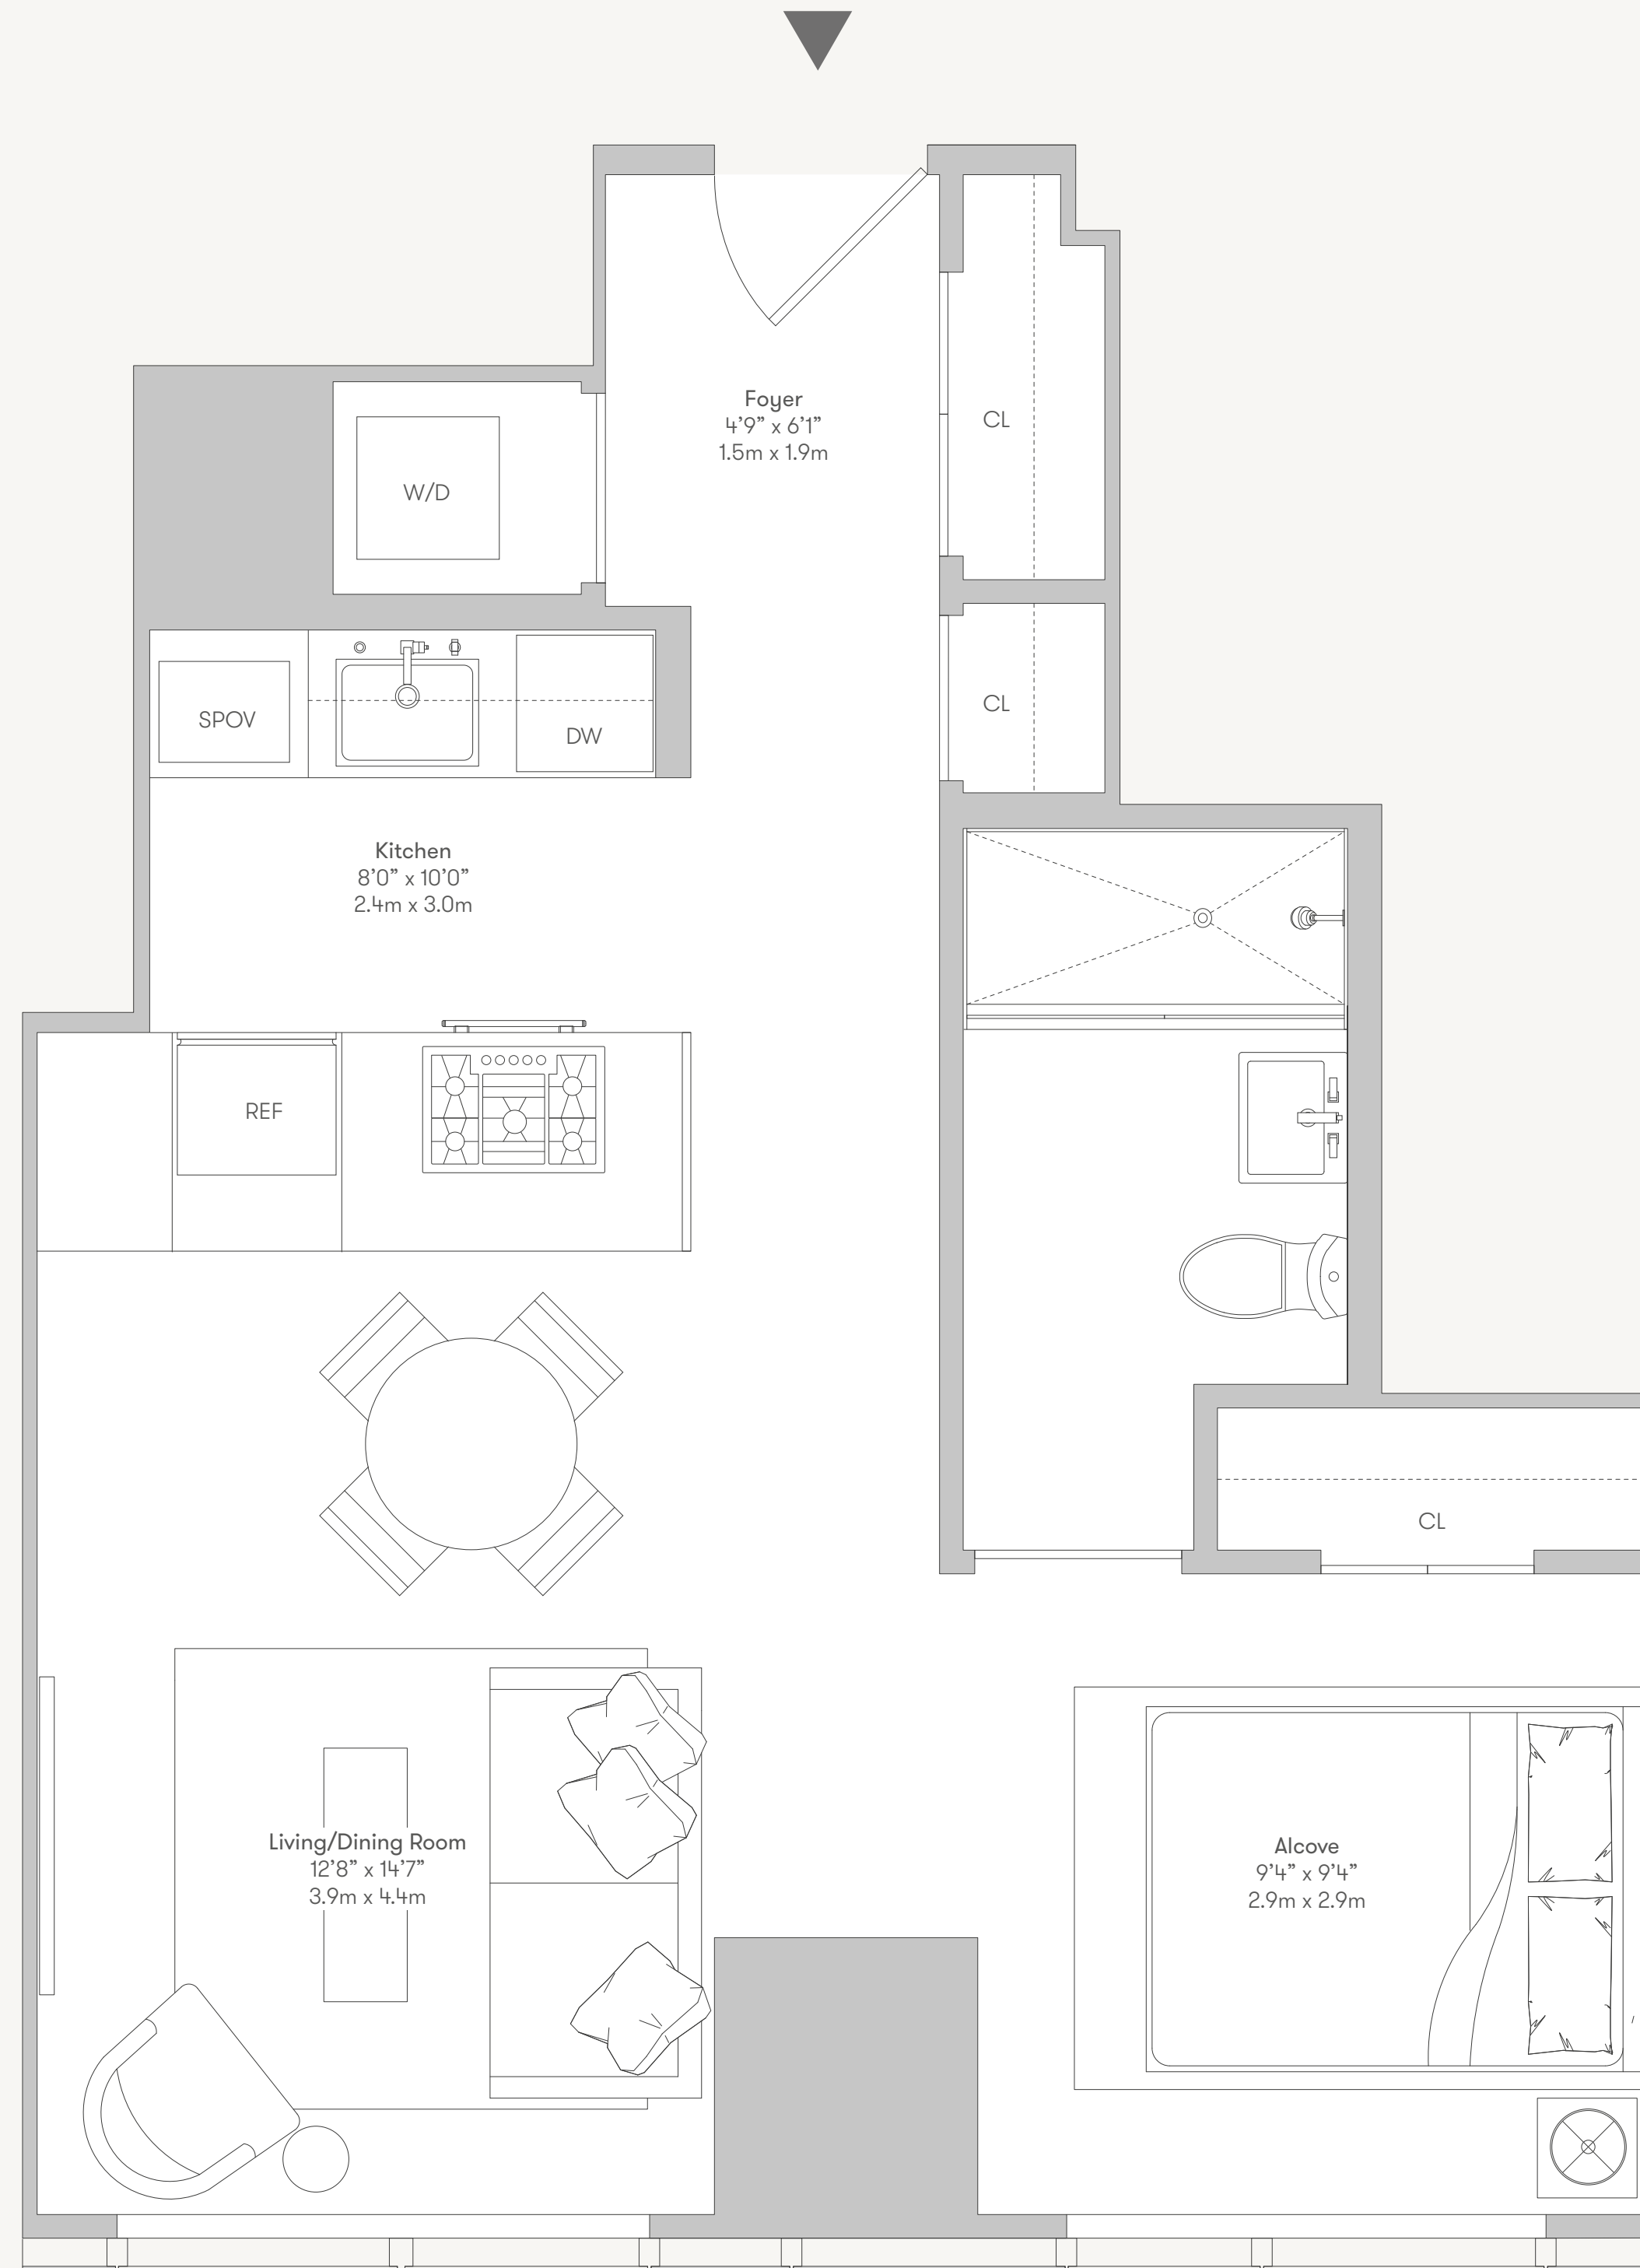 Foyer
4’9” x 6’1”
1.5m x 1.9m
CL
W/D
CL
SPOV
DW
Kitchen
8’0” x 10’0”
2.4m x 3.0m
REF
CL
Living/Dining Room
12’8” x 14’7”
3.9m x 4.4m
Alcove
9’4” x 9’4”
2.9m x 2.9m